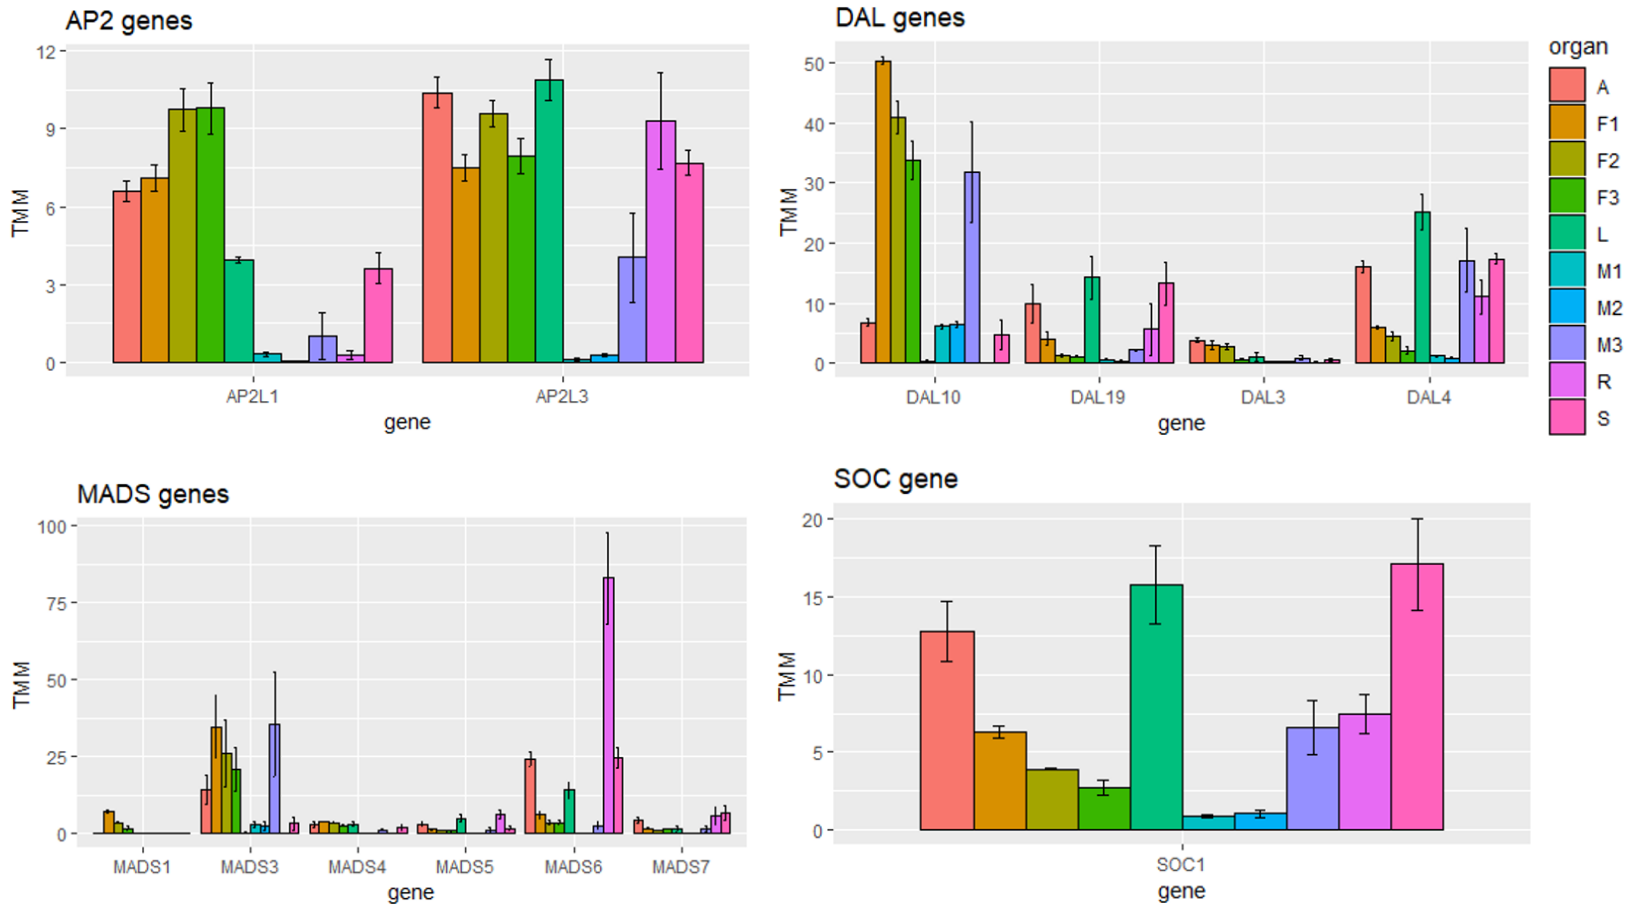 AP2 genes
12
9
6
3
0
TMM
AP2L1
AP2L3
gene
DAL genes
50
40
30
20
10
0
TMM
DAL10
DAL19
DAL3
DAL4
gene
organ
A
F1
F2
F3
L
M1
M2
M3
R
S
MADS genes
100
75
50
25
0
TMM
MADS1
MADS3
MADS4
MADS5
MADS6
MADS7
gene
SOC gene
20
15
10
5
0
TMM
SOC1
gene